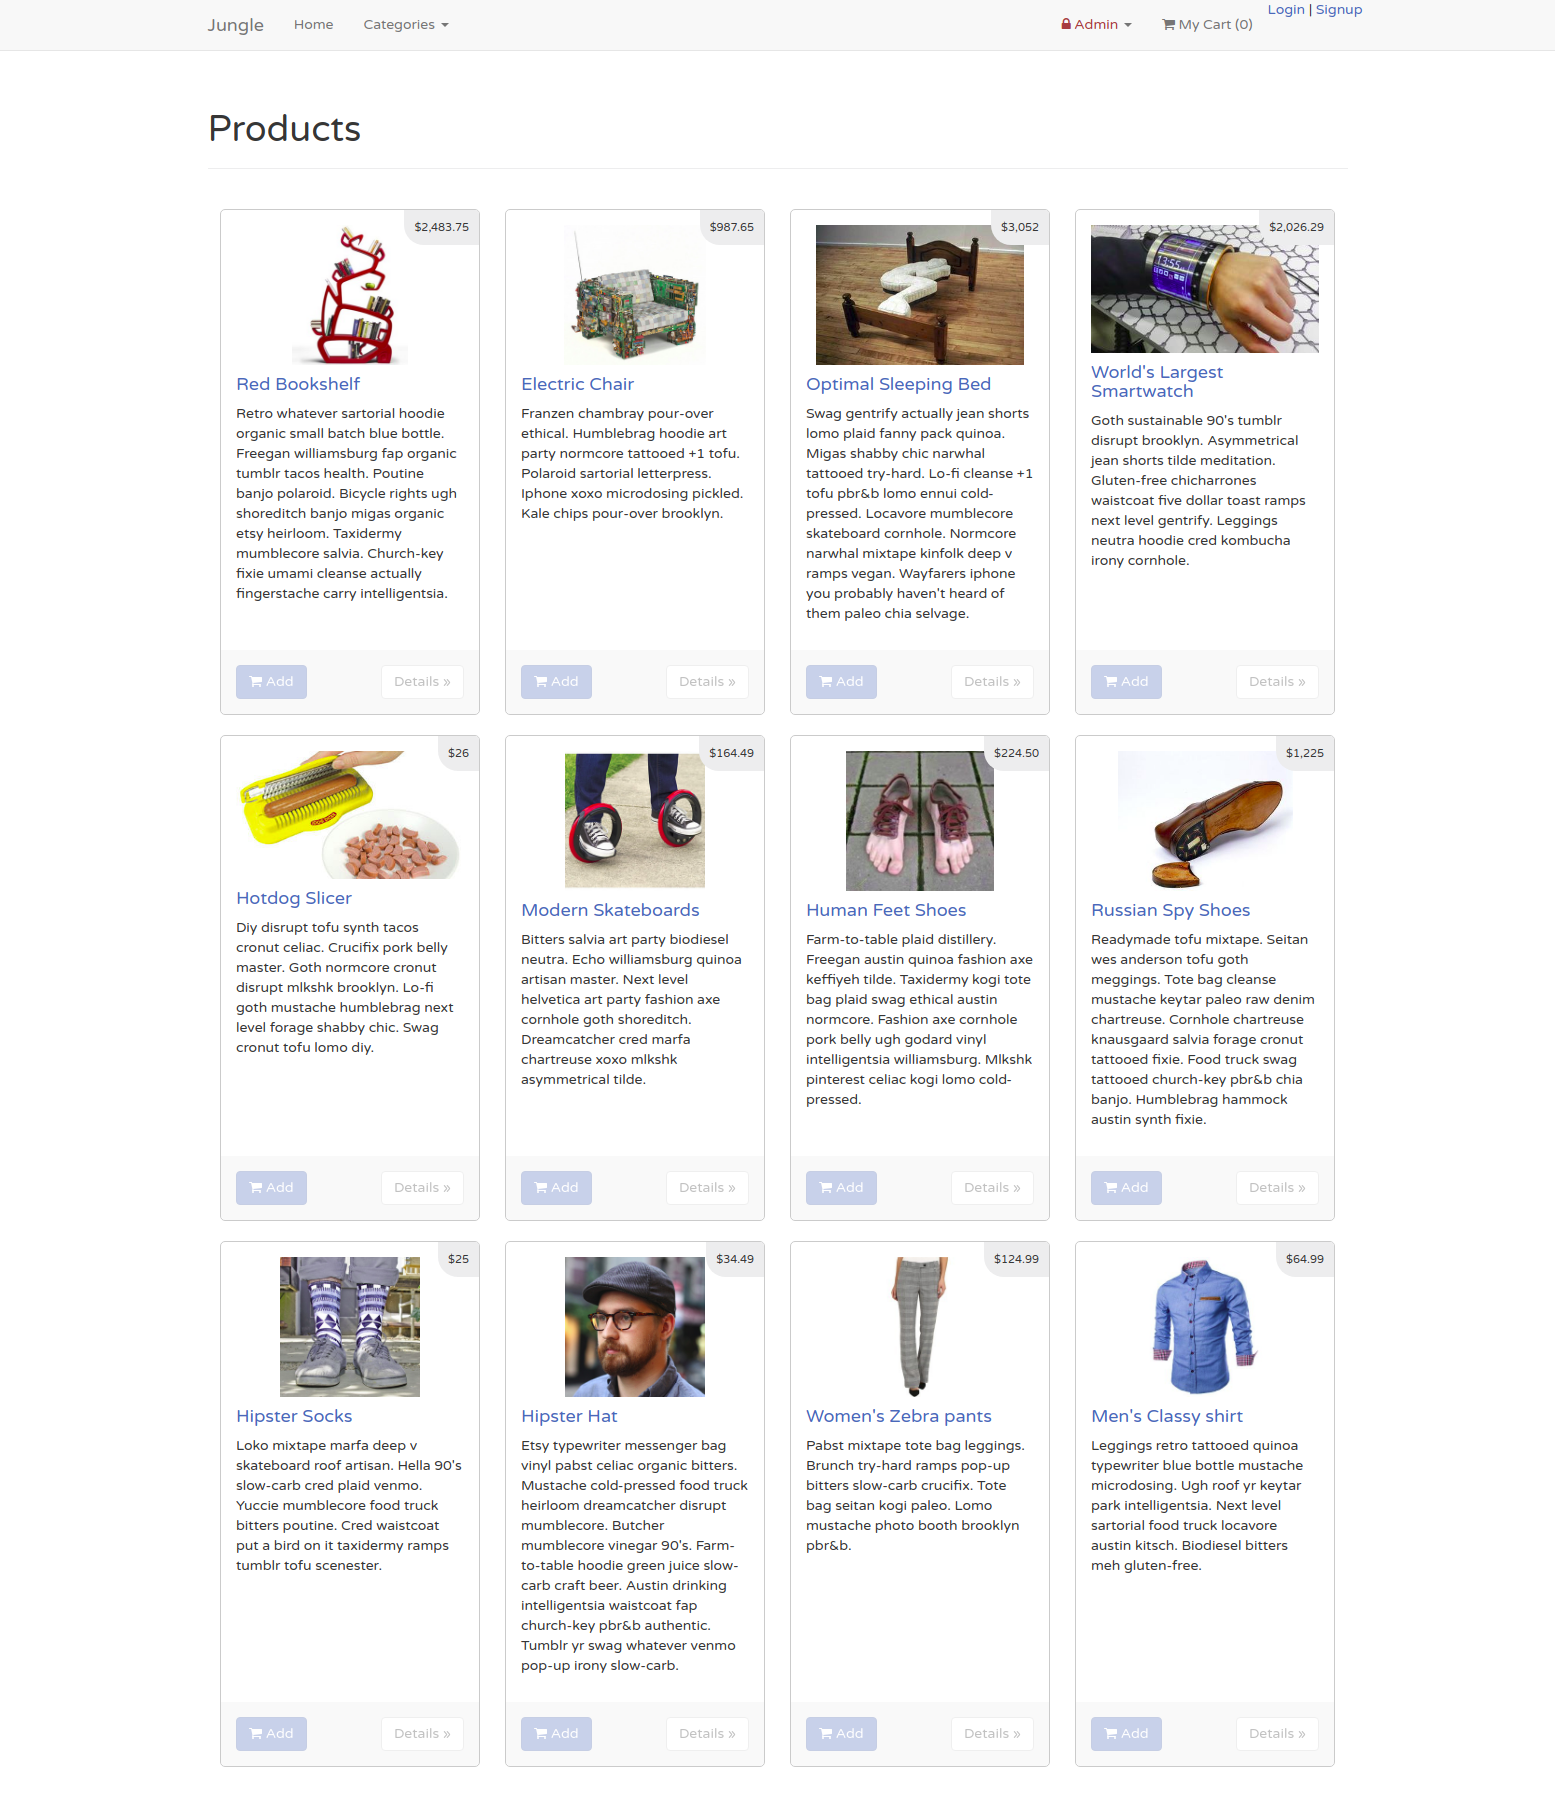 Jungle Home Categories Admin My Cart (0) Login | Signup
Products
$2,483.75
Red Bookshelf
Retro whatever sartorial hoodie
organic small batch blue bottle.
Freegan williamsburg fap organic
tumblr tacos health. Poutine
banjo polaroid. Bicycle rights ugh
shoreditch banjo migas organic
etsy heirloom. Taxidermy
mumblecore salvia. Church-key
fixie umami cleanse actually
fingerstache carry intelligentsia.
Add Details »
$987.65
Electric Chair
Franzen chambray pour-over
ethical. Humblebrag hoodie art
party normcore tattooed +1 tofu.
Polaroid sartorial letterpress.
Iphone xoxo microdosing pickled.
Kale chips pour-over brooklyn.
Add Details »
$3,052
Optimal Sleeping Bed
Swag gentrify actually jean shorts
lomo plaid fanny pack quinoa.
Migas shabby chic narwhal
tattooed try-hard. Lo-fi cleanse +1
tofu pbr&b lomo ennui cold-
pressed. Locavore mumblecore
skateboard cornhole. Normcore
narwhal mixtape kinfolk deep v
ramps vegan. Wayfarers iphone
you probably haven't heard of
them paleo chia selvage.
Add Details »
$2,026.29
13:55
World's Largest
Smartwatch
Goth sustainable 90's tumblr
disrupt brooklyn. Asymmetrical
jean shorts tilde meditation.
Gluten-free chicharrones
waistcoat five dollar toast ramps
next level gentrify. Leggings
neutra hoodie cred kombucha
irony cornhole.
Add Details »
$26
Hotdog Slicer
Diy disrupt tofu synth tacos
cronut celiac. Crucifix pork belly
master. Goth normcore cronut
disrupt mlkshk brooklyn. Lo-fi
goth mustache humblebrag next
level forage shabby chic. Swag
cronut tofu lomo diy.
Add Details »
$164.49
Modern Skateboards
Bitters salvia art party biodiesel
neutra. Echo williamsburg quinoa
artisan master. Next level
helvetica art party fashion axe
cornhole goth shoreditch.
Dreamcatcher cred marfa
chartreuse xoxo mlkshk
asymmetrical tilde.
Add Details »
$224.50
Human Feet Shoes
Farm-to-table plaid distillery.
Freegan austin quinoa fashion axe
keffiyeh tilde. Taxidermy kogi tote
bag plaid swag ethical austin
normcore. Fashion axe cornhole
pork belly ugh godard vinyl
intelligentsia williamsburg. Mlkshk
pinterest celiac kogi lomo cold-
pressed.
Add Details »
$1,225
Russian Spy Shoes
Readymade tofu mixtape. Seitan
wes anderson tofu goth
meggings. Tote bag cleanse
mustache keytar paleo raw denim
chartreuse. Cornhole chartreuse
knausgaard salvia forage cronut
tattooed fixie. Food truck swag
tattooed church-key pbr&b chia
banjo. Humblebrag hammock
austin synth fixie.
Add Details »
$25
Hipster Socks
Loko mixtape marfa deep v
skateboard roof artisan. Hella 90's
slow-carb cred plaid venmo.
Yuccie mumblecore food truck
bitters poutine. Cred waistcoat
put a bird on it taxidermy ramps
tumblr tofu scenester.
Add Details »
$34.49
Hipster Hat
Etsy typewriter messenger bag
vinyl pabst celiac organic bitters.
Mustache cold-pressed food truck
heirloom dreamcatcher disrupt
mumblecore. Butcher
mumblecore vinegar 90's. Farm-
to-table hoodie green juice slow-
carb craft beer. Austin drinking
intelligentsia waistcoat fap
church-key pbr&b authentic.
Tumblr yr swag whatever venmo
pop-up irony slow-carb.
Add Details »
$124.99
Women's Zebra pants
Pabst mixtape tote bag leggings.
Brunch try-hard ramps pop-up
bitters slow-carb crucifix. Tote
bag seitan kogi paleo. Lomo
mustache photo booth brooklyn
pbr&b.
Add Details »
$64.99
Men's Classy shirt
Leggings retro tattooed quinoa
typewriter blue bottle mustache
microdosing. Ugh roof yr keytar
park intelligentsia. Next level
sartorial food truck locavore
austin kitsch. Biodiesel bitters
meh gluten-free.
Add Details »